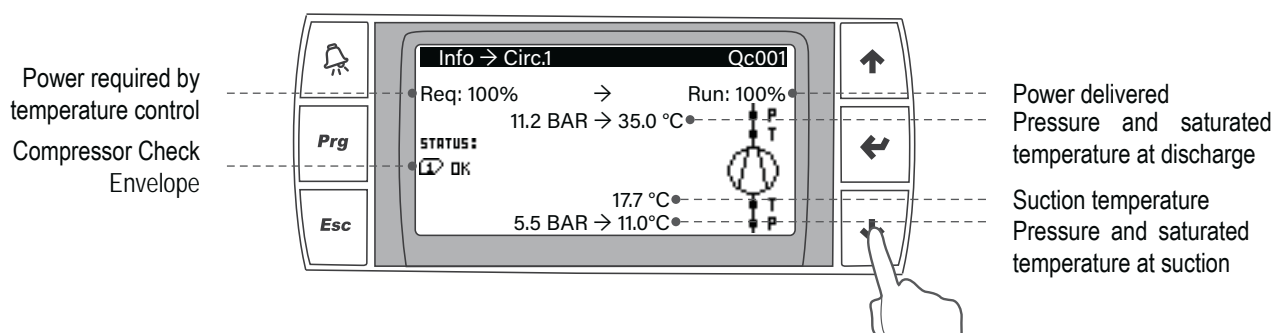 Power required by
temperature control
Compressor Check
Envelope
Prg
Esc
Info → Circ.1 Qc001
Req: 100% → Run: 100%
11.2 BAR → 35.0 °C
P
T
STATUS:
1 OK
17.7 °C
T
5.5 BAR → 11.0°C
P
Power delivered
Pressure and saturated
temperature at discharge
Suction temperature
Pressure and saturated
temperature at suction